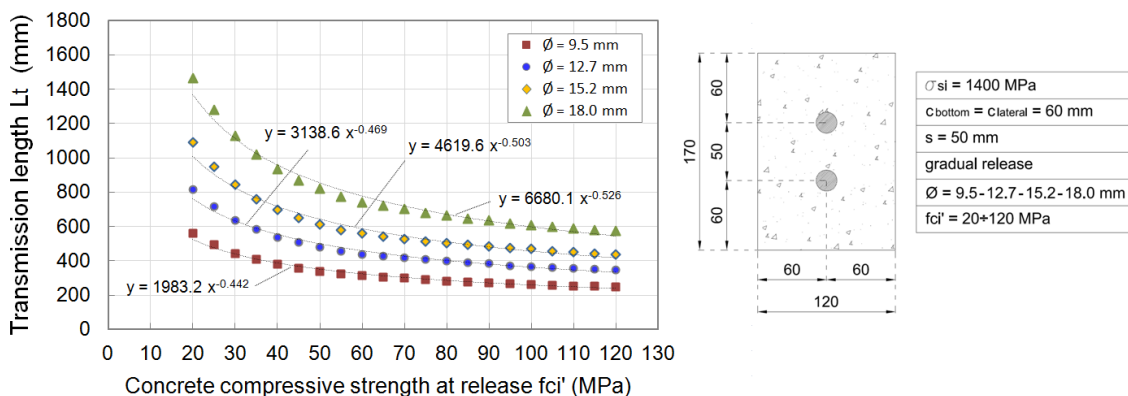 Transmission length Lt (mm)
1800
1600
1400
1200
1000
800
600
400
200
0
0
10
20
30
40
50
60
70
80
90
100
110
120
130
Concrete compressive strength at release fci' (MPa)
Ø = 9.5 mm
Ø = 12.7 mm
Ø = 15.2 mm
Ø = 18.0 mm
y = 3138.6 x-0.469
y = 4619.6 x-0.503
y = 6680.1 x-0.526
y = 1983.2 x-0.442
170
60
50
60
60
60
120
σsi = 1400 MPa
cbottom = clateral = 60 mm
s = 50 mm
gradual release
Ø = 9.5-12.7-15.2-18.0 mm
fci' = 20÷120 MPa